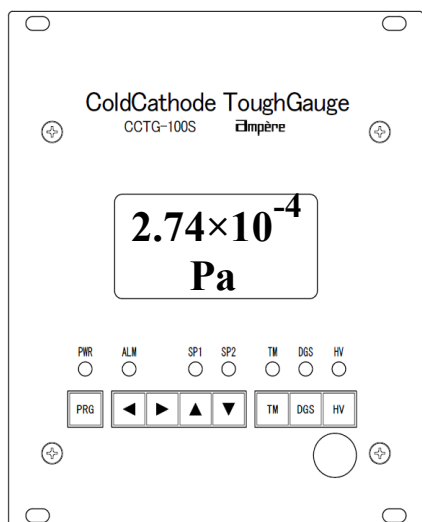 ColdCathode ToughGauge
CCTG-100S ampère
2.74×10⁻⁴
Pa
PWR ALM SP1 SP2 TM DGS HV
PRG ◀ ▶ ▲ ▼ TM DGS HV